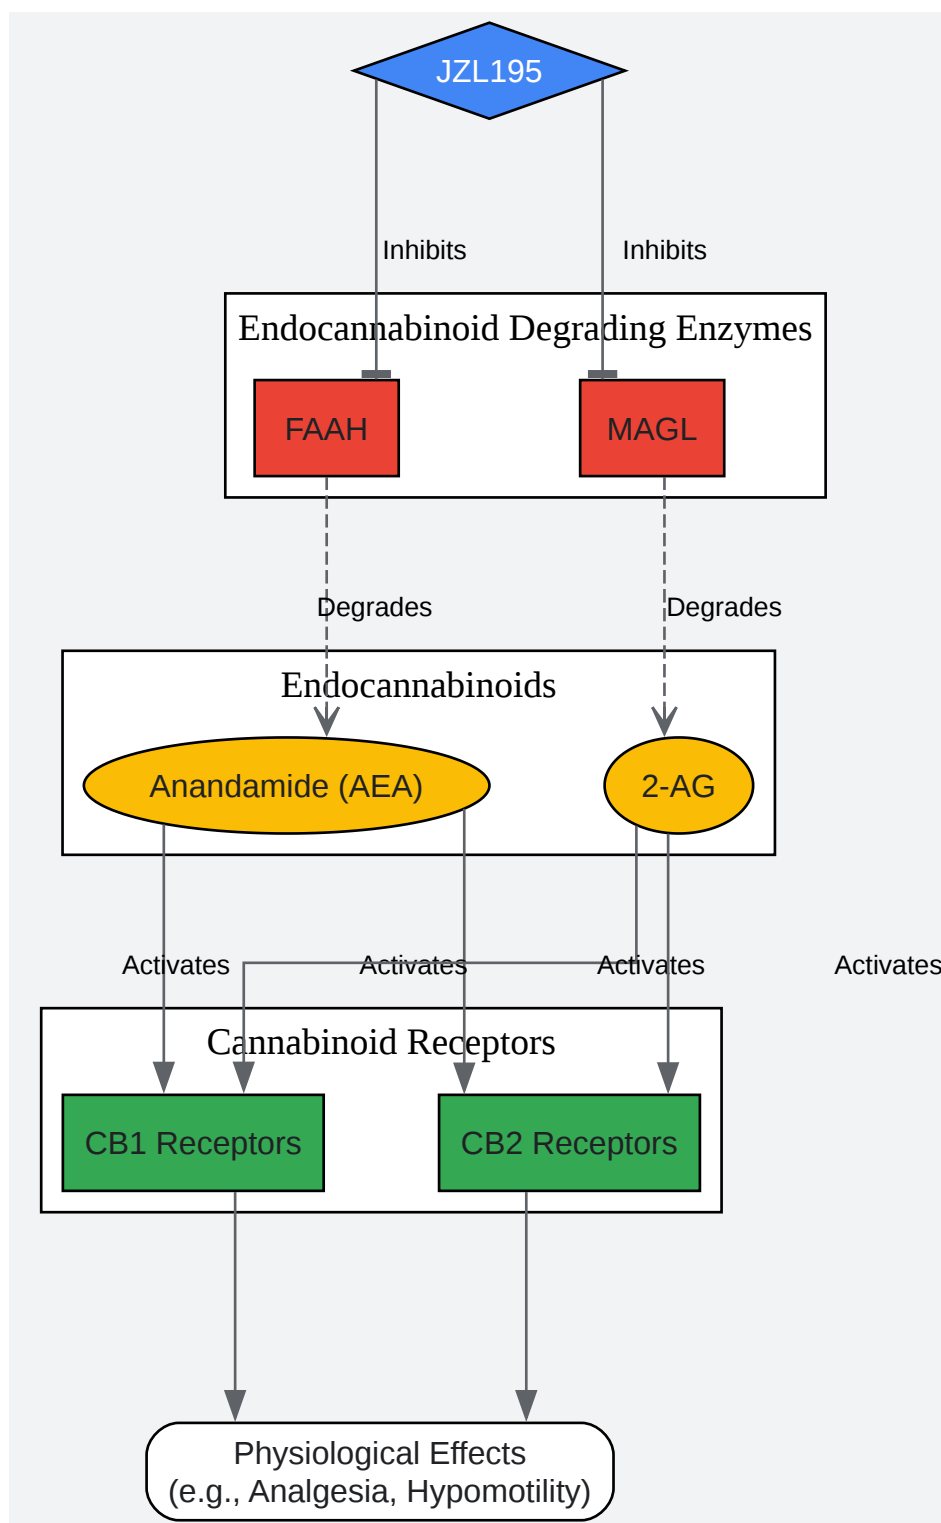 JZL195
Inhibits
Inhibits
Endocannabinoid Degrading Enzymes
FAAH
MAGL
Degrades
Degrades
Endocannabinoids
Anandamide (AEA)
2-AG
Activates
Activates
Activates
Activates
Cannabinoid Receptors
CB1 Receptors
CB2 Receptors
Physiological Effects
(e.g., Analgesia, Hypomotility)